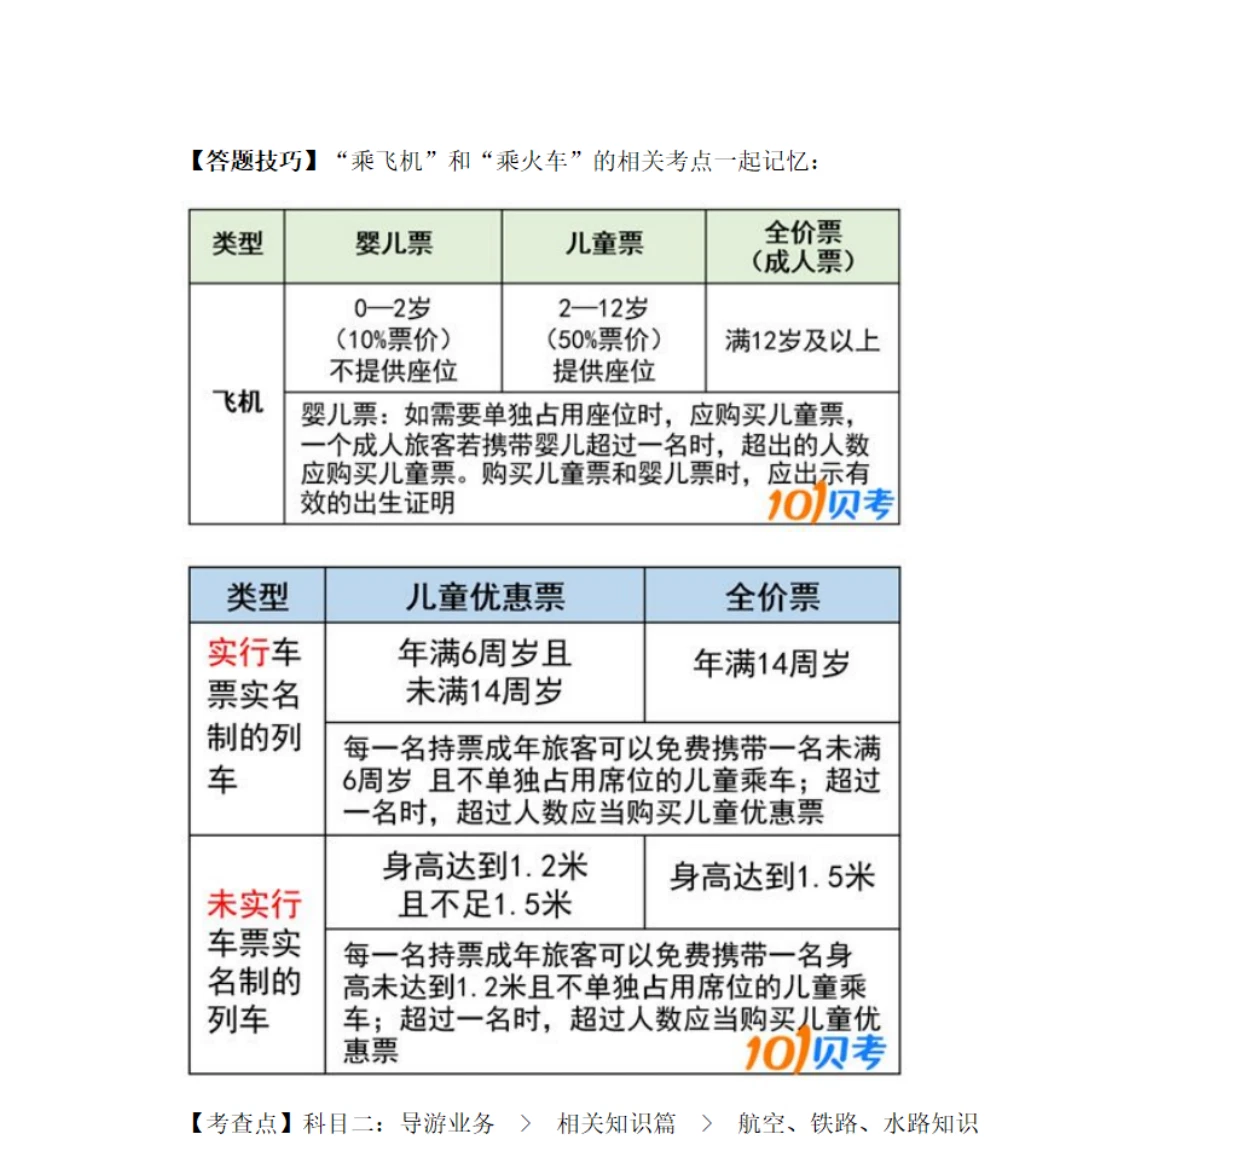 【答题技巧】“乘飞机”和“乘火车”的相关考点一起记忆：
类型
婴儿票
儿童票
全价票
（成人票）
飞机
0—2岁
（10%票价）
不提供座位
2—12岁
（50%票价）
提供座位
满12岁及以上
婴儿票：如需要单独占用座位时，应购买儿童票，
一个成人旅客若携带婴儿超过一名时，超出的人数
应购买儿童票。购买儿童票和婴儿票时，应出示有
效的出生证明
101贝考
类型
儿童优惠票
全价票
实行车
票实名
制的列
车
年满6周岁且
未满14周岁
年满14周岁
每一名持票成年旅客可以免费携带一名未满
6周岁 且不单独占用席位的儿童乘车；超过
一名时，超过人数应当购买儿童优惠票
未实行
车票实
名制的
列车
身高达到1.2米
且不足1.5米
身高达到1.5米
每一名持票成年旅客可以免费携带一名身
高未达到1.2米且不单独占用席位的儿童乘
车；超过一名时，超过人数应当购买儿童优
惠票
101贝考
【考查点】科目二：导游业务 > 相关知识篇 > 航空、铁路、水路知识